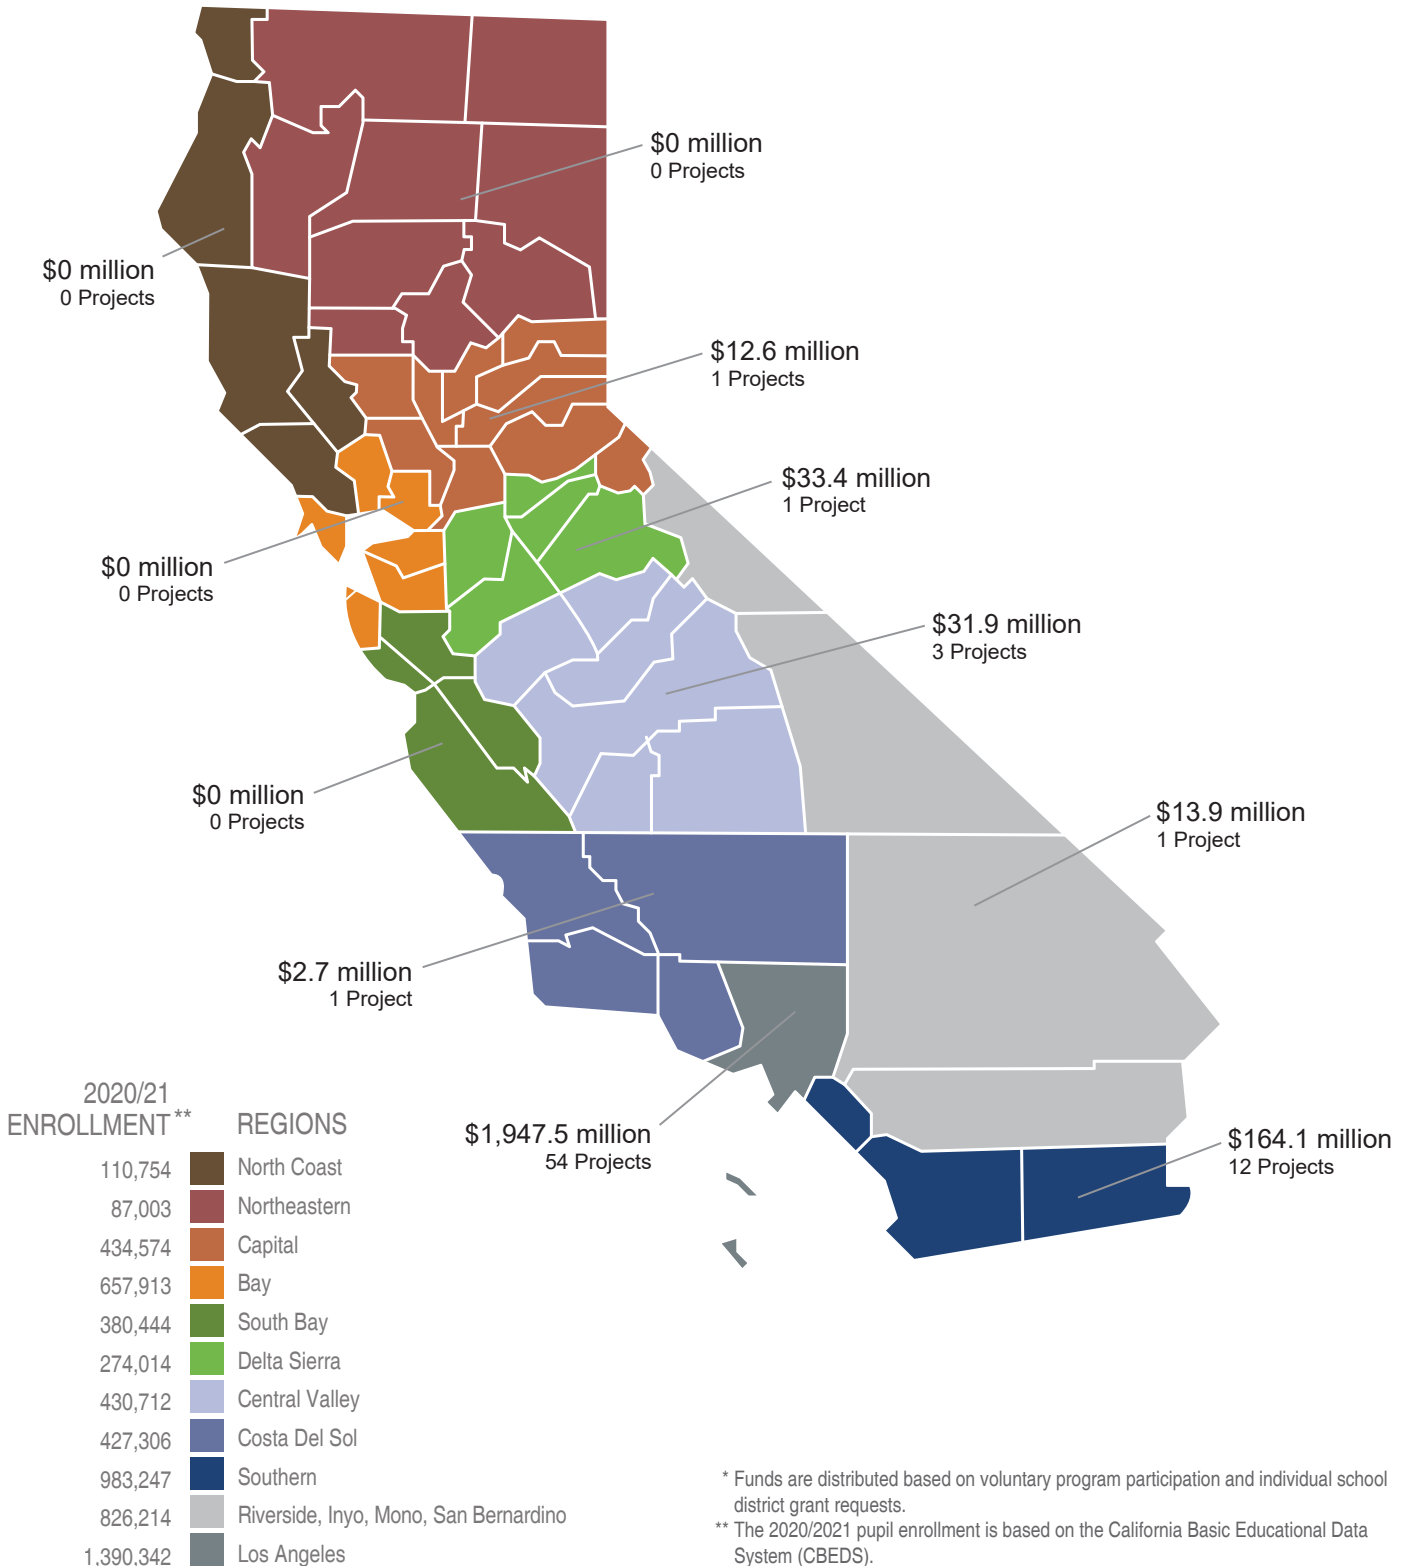 $0 million
0 Projects
$0 million
0 Projects
$12.6 million
1 Projects
$33.4 million
1 Project
$0 million
0 Projects
$31.9 million
3 Projects
$0 million
0 Projects
$13.9 million
1 Project
$2.7 million
1 Project
$1,947.5 million
54 Projects
$164.1 million
12 Projects
2020/21
ENROLLMENT** REGIONS
110,754 North Coast
87,003 Northeastern
434,574 Capital
657,913 Bay
380,444 South Bay
274,014 Delta Sierra
430,712 Central Valley
427,306 Costa Del Sol
983,247 Southern
826,214 Riverside, Inyo, Mono, San Bernardino
1,390,342 Los Angeles
* Funds are distributed based on voluntary program participation and individual school
district grant requests.
** The 2020/2021 pupil enrollment is based on the California Basic Educational Data
System (CBEDS).